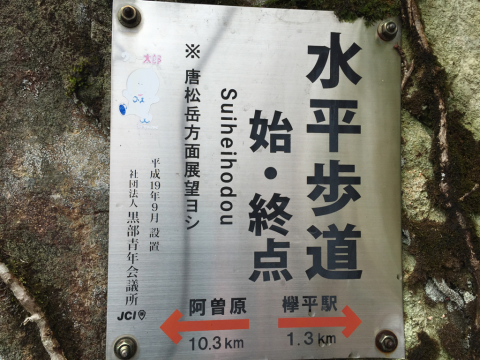 水平歩道
始・終点
Suiheihodou
※唐松岳方面展望ヨシ
平成19年9月 設置
社団法人 黒部青年会議所
JCI
阿曽原
10.3km
欅平駅
1.3km
太郎